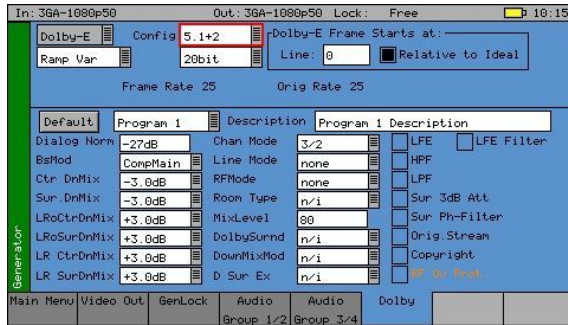 In: 3GA-1080p50 Out: 3GA-1080p50 Lock: Free 10:15
Dolby-E Config 5.1+2 Dolby-E Frame Starts at:
Ramp Var 20bit Line: 0 Relative to Ideal
Frame Rate 25 Orig Rate 25
Default Program 1 Description Program 1 Description
Dialog Norm -27dB Chan Mode 3/2 LFE LFE Filter
BsMod CompMain Line Mode none HPF
Ctr DnMix -3.0dB RFMode none LPF
Sur.DnMix -3.0dB Room Type n/i Sur 3dB Att
LRoCtrDnMix +3.0dB MixLevel 80 Sur Ph-Filter
LRoSurDnMix +3.0dB DolbySurnd n/i Orig.Stream
LR CtrDnMix +3.0dB DownMixMod n/i Copyright
LR SurDnMix +3.0dB D Sur Ex n/i RF Ov Prot
Generator
Main Menu Video Out GenLock Audio Audio Dolby
Group 1/2 Group 3/4